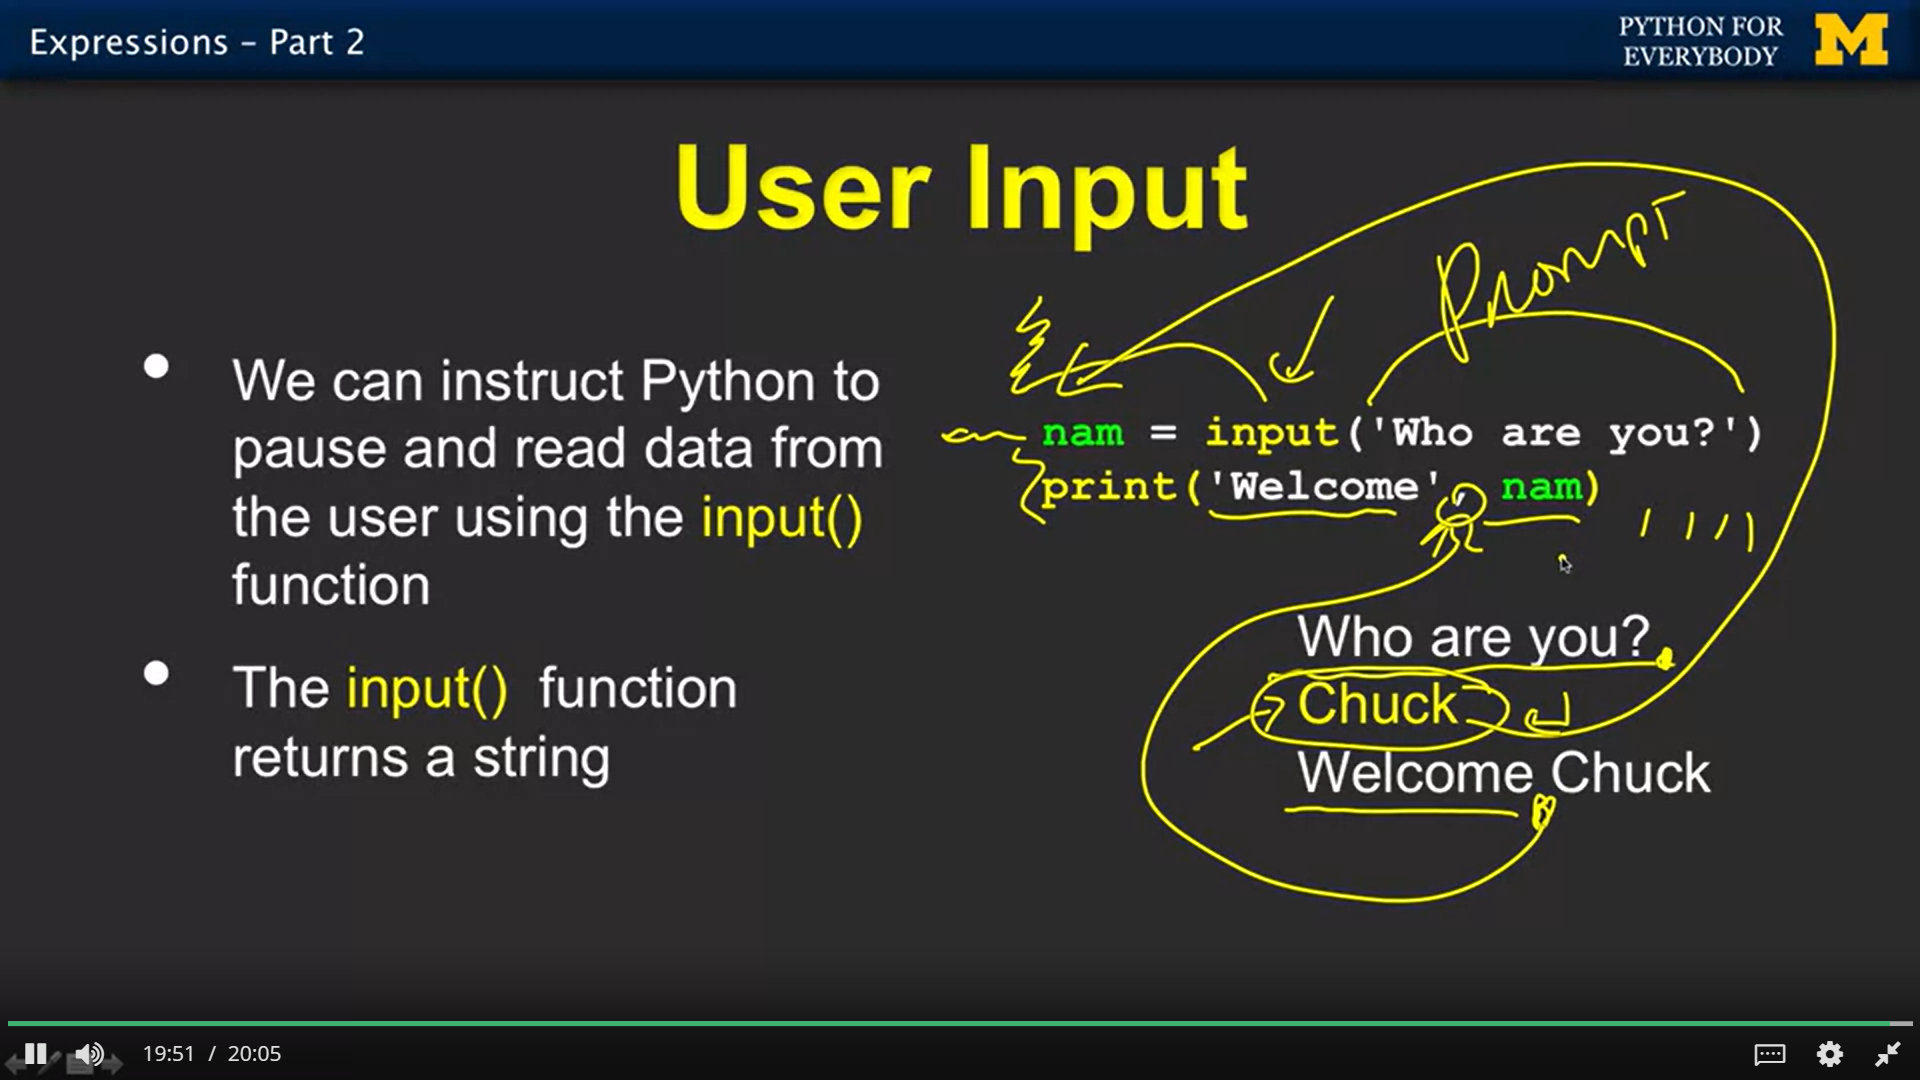 Expressions – Part 2
PYTHON FOR
EVERYBODY
M
User Input
Prompt
• We can instruct Python to
pause and read data from
the user using the input()
function
• The input() function
returns a string
nam = input('Who are you?')
print('Welcome', nam)
Who are you?
Chuck
Welcome Chuck
19:51 / 20:05